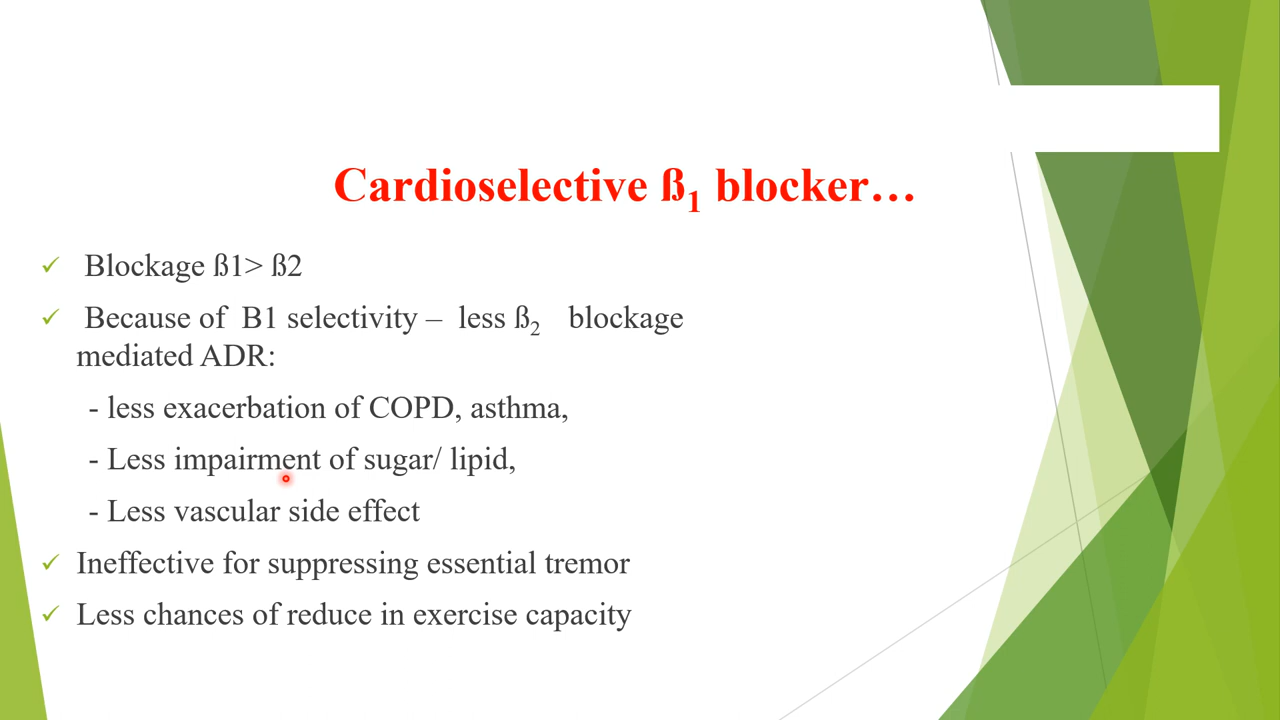 Cardioselective ß₁ blocker…
✓ Blockage ß1> ß2
✓ Because of B1 selectivity – less ß₂ blockage
mediated ADR:
- less exacerbation of COPD, asthma,
- Less impairment of sugar/ lipid,
- Less vascular side effect
✓ Ineffective for suppressing essential tremor
✓ Less chances of reduce in exercise capacity